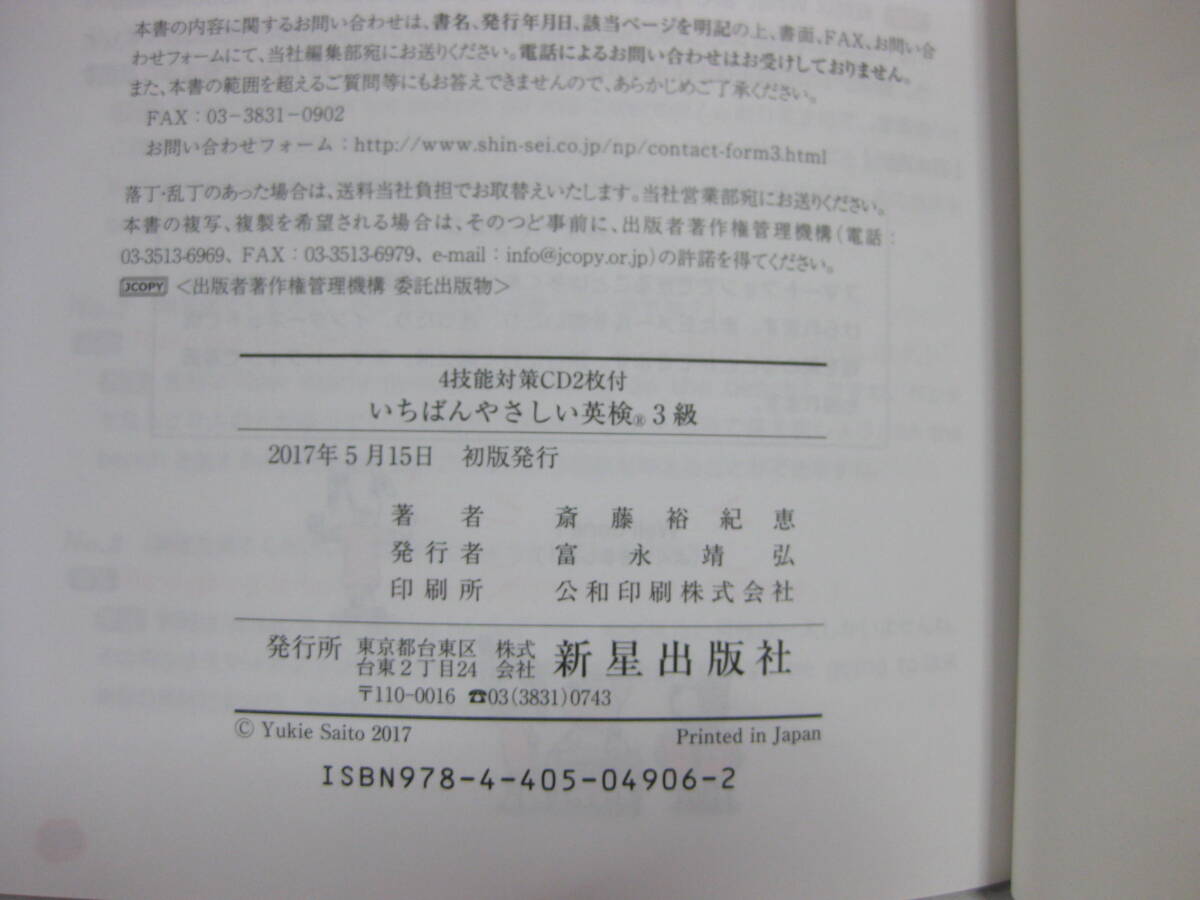 本書の内容に関するお問い合わせは、書名、発行年月日、該当ページを明記の上、書面、FAX、お問い合
わせフォームにて、当社編集部宛にお送りください。電話によるお問い合わせはお受けしておりません。
また、本書の範囲を超えるご質問等にもお答えできませんので、あらかじめご了承ください。
FAX：03-3831-0902
お問い合わせフォーム：http://www.shin-sei.co.jp/np/contact-form3.html
落丁・乱丁のあった場合は、送料当社負担でお取替えいたします。当社営業部宛にお送りください。
本書の複写、複製を希望される場合は、そのつど事前に、出版者著作権管理機構（電話：
03-3513-6969、FAX：03-3513-6979、e-mail：info@jcopy.or.jp）の許諾を得てください。
JCOPY ＜出版者著作権管理機構 委託出版物＞
4技能対策CD2枚付
いちばんやさしい英検®3級
2017年5月15日 初版発行
著者 斎藤裕紀恵
発行者 富永靖弘
印刷所 公和印刷株式会社
発行所 東京都台東区 株式 新星出版社
台東2丁目24 会社
〒110-0016 ☎03(3831)0743
© Yukie Saito 2017 Printed in Japan
ISBN978-4-405-04906-2